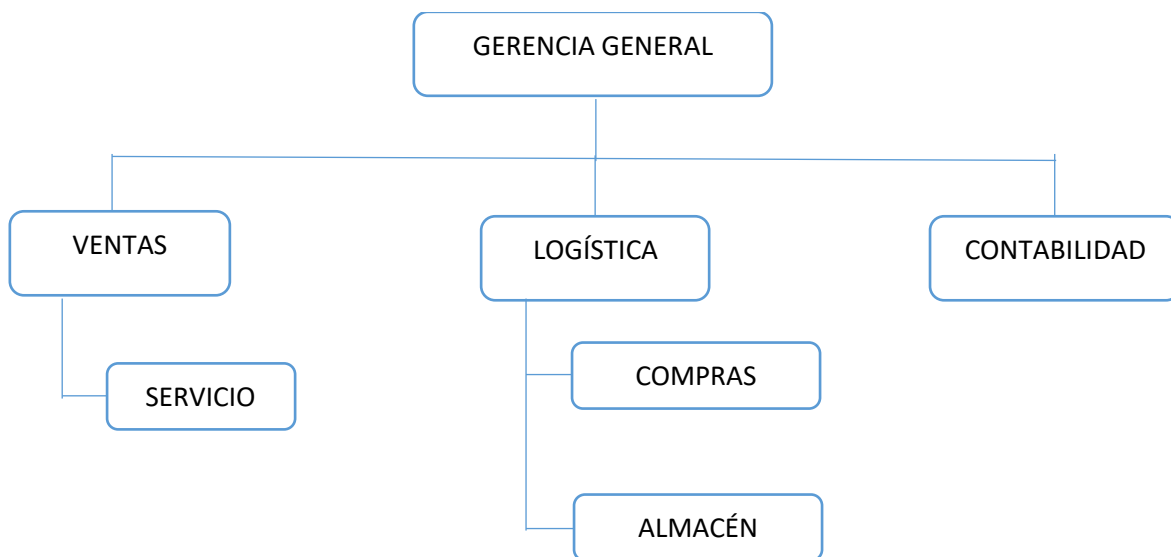 GERENCIA GENERAL
VENTAS
LOGÍSTICA
CONTABILIDAD
SERVICIO
COMPRAS
ALMACÉN